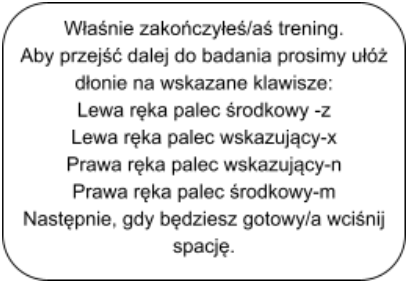 Właśnie zakończyłeś/aś trening.
Aby przejść dalej do badania prosimy ułóż
dłonie na wskazane klawisze:
Lewa ręka palec środkowy -z
Lewa ręka palec wskazujący-x
Prawa ręka palec wskazujący-n
Prawa ręka palec środkowy-m
Następnie, gdy będziesz gotowy/a wciśnij
spację.